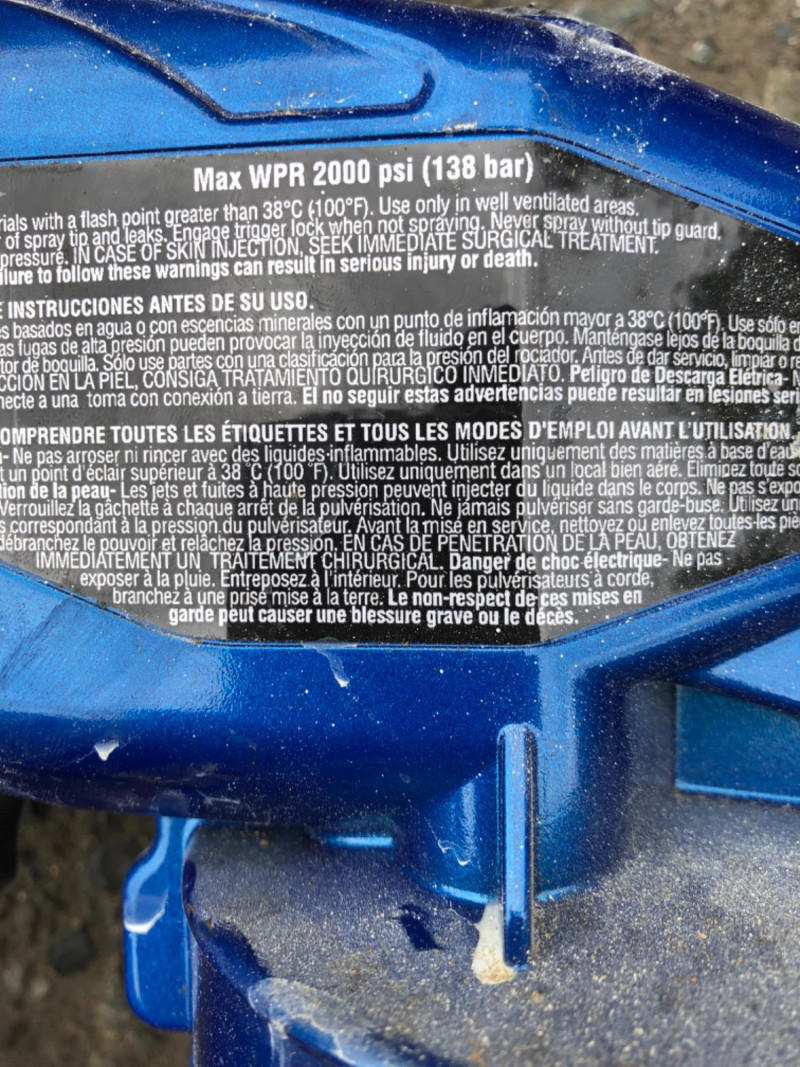 Max WPR 2000 psi (138 bar)
rials with a flash point greater than 38°C (100°F). Use only in well ventilated areas.
of spray tip and leaks. Engage trigger lock when not spraying. Never spray without tip guard.
pressure. IN CASE OF SKIN INJECTION, SEEK IMMEDIATE SURGICAL TREATMENT.
ilure to follow these warnings can result in serious injury or death.
E INSTRUCCIONES ANTES DE SU USO.
es basados en agua o con escencias minerales con un punto de inflamación mayor a 38°C (100°F). Use sólo en
as fugas de alta presión pueden provocar la inyección de fluido en el cuerpo. Manténgase lejos de la boquilla d
tor de boquilla. Sólo use partes con una clasificación para la presión del rociador. Antes de dar servicio, limpiar o re
CCIÓN EN LA PIEL, CONSIGA TRATAMIENTO QUIRÚRGICO INMEDIATO. Peligro de Descarga Elétrica- N
necte a una toma con conexión a tierra. El no seguir estas advertencias puede resultar en lesiones seri
OMPRENDRE TOUTES LES ÉTIQUETTES ET TOUS LES MODES D'EMPLOI AVANT L'UTILISATION.
- Ne pas arroser ni rincer avec des liquides inflammables. Utilisez uniquement des matières à base d'eau
t un point d'éclair supérieur à 38 °C (100 °F). Utilisez uniquement dans un local bien aéré. Éliminez toute so
tion de la peau- Les jets et fuites à haute pression peuvent injecter du liquide dans le corps. Ne pas s'expo
Verrouillez la gâchette à chaque arrêt de la pulvérisation. Ne jamais pulvériser sans garde-buse. Utilisez uni
s correspondant à la pression du pulvérisateur. Avant la mise en service, nettoyez ou enlevez toutes les piè
débranchez le pouvoir et relâchez la pression. EN CAS DE PÉNÉTRATION DE LA PEAU, OBTENEZ
IMMÉDIATEMENT UN TRAITEMENT CHIRURGICAL. Danger de choc électrique- Ne pas
exposer à la pluie. Entreposez à l'intérieur. Pour les pulvérisateurs à corde,
branchez à une prise mise à la terre. Le non-respect de ces mises en
garde peut causer une blessure grave ou le décès.